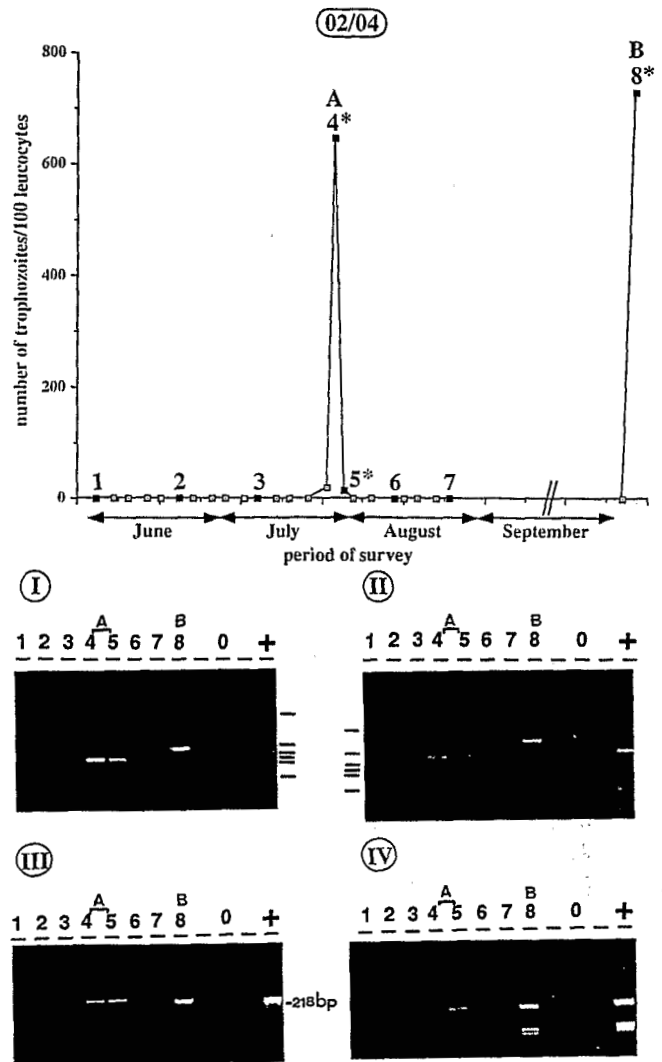 02/04
800
600
400
200
0
number of trophozoites/100 leucocytes
A
4*
B
8*
1 2 3 5* 6 7
June July August September
period of survey
I
A B
1 2 3 4 5 6 7 8 0 +
II
A B
1 2 3 4 5 6 7 8 0 +
III
A B
1 2 3 4 5 6 7 8 0 +
-218bp
IV
A B
1 2 3 4 5 6 7 8 0 +